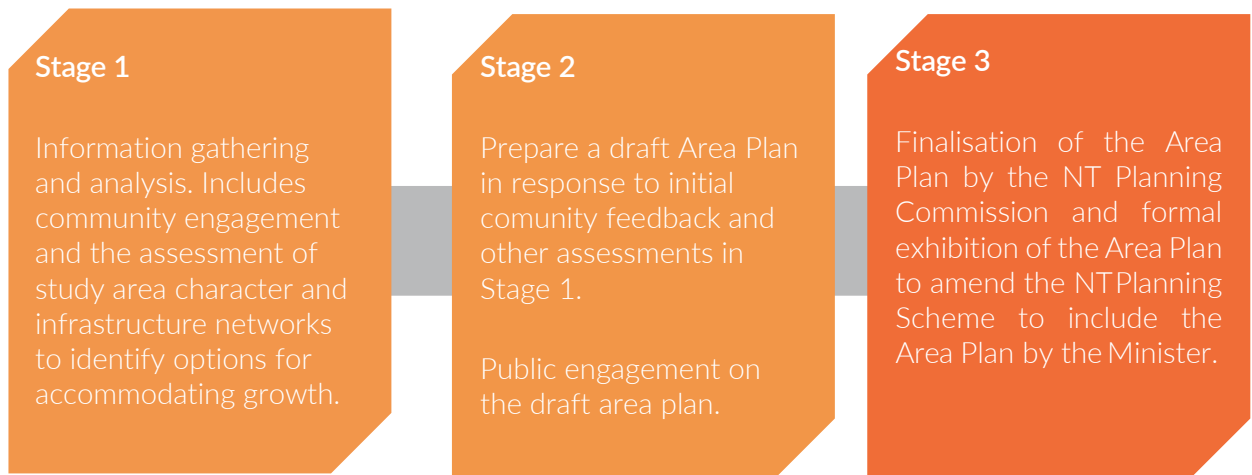 Stage 1
Information gathering
and analysis. Includes
community engagement
and the assessment of
study area character and
infrastructure networks
to identify options for
accommodating growth.
Stage 2
Prepare a draft Area Plan
in response to initial
comunity feedback and
other assessments in
Stage 1.
Public engagement on
the draft area plan.
Stage 3
Finalisation of the Area
Plan by the NT Planning
Commission and formal
exhibition of the Area Plan
to amend the NT Planning
Scheme to include the
Area Plan by the Minister.